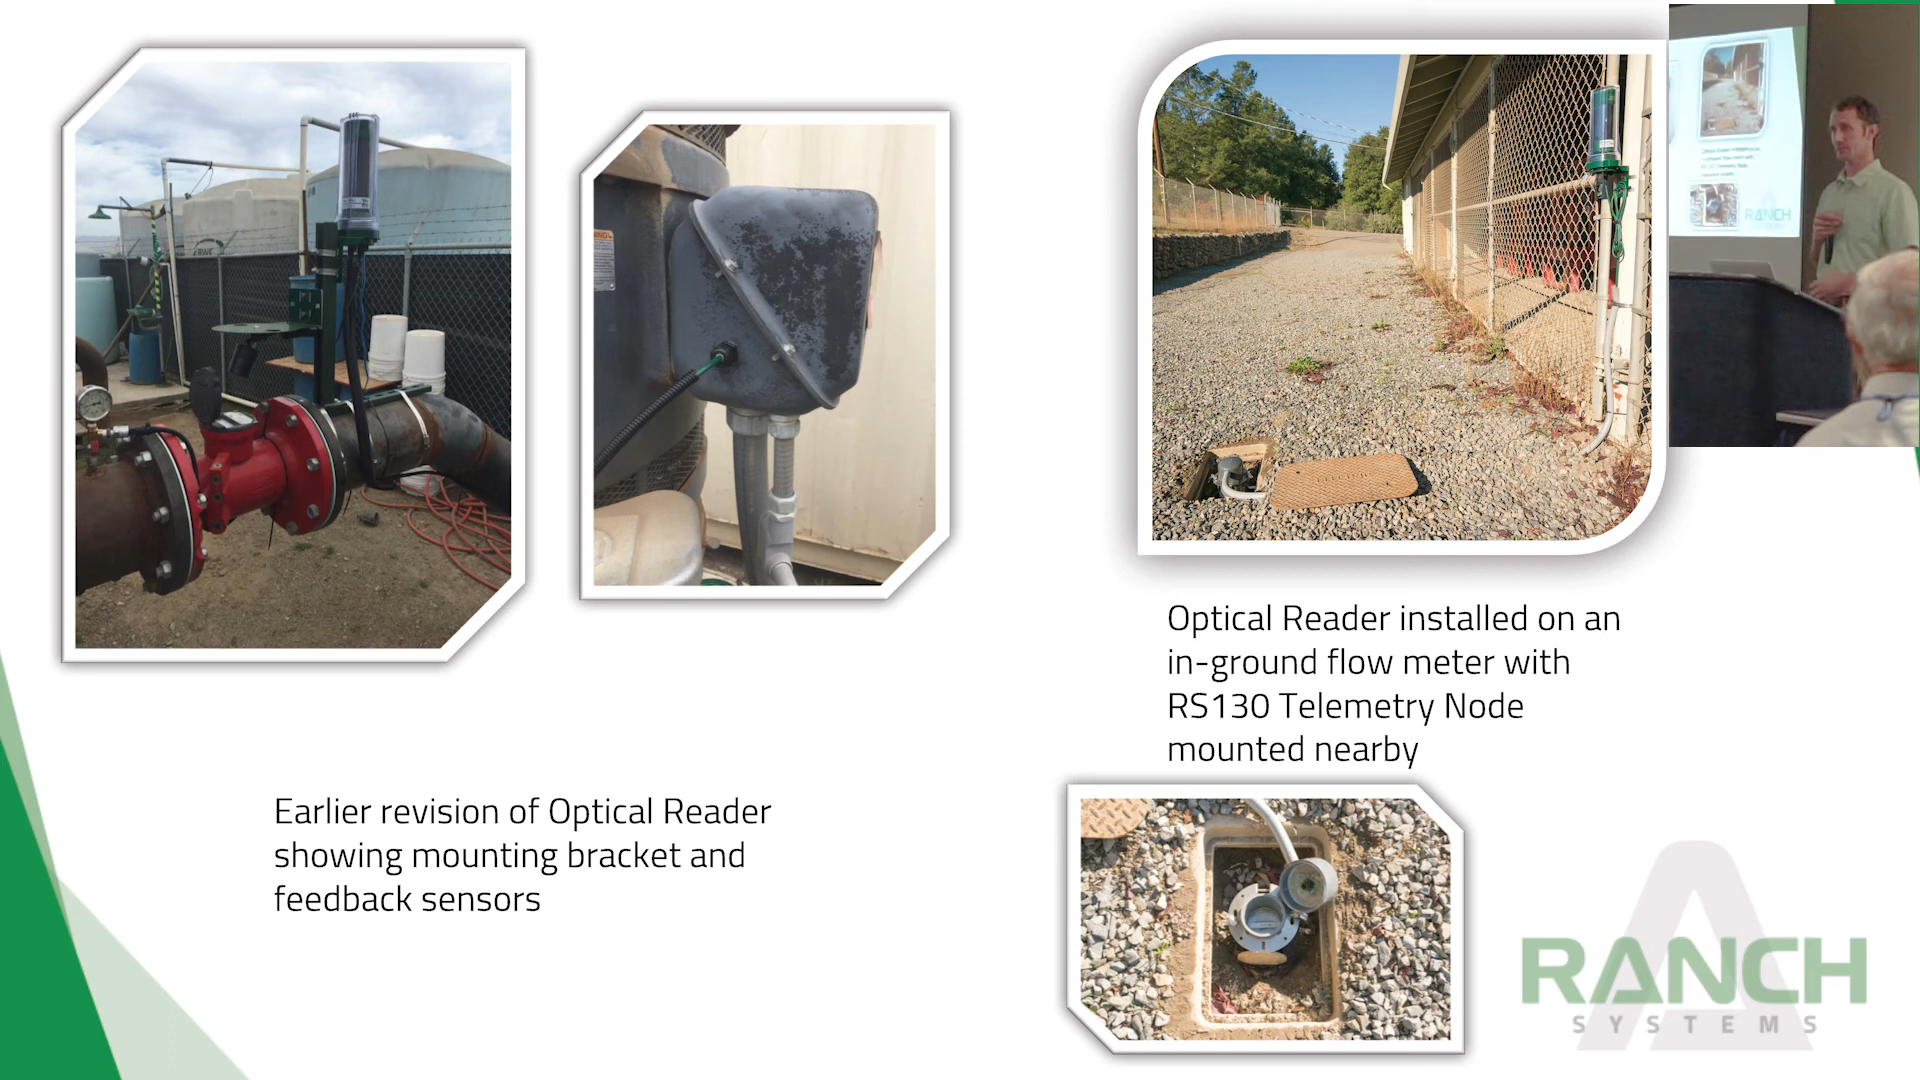 Earlier revision of Optical Reader
showing mounting bracket and
feedback sensors
Optical Reader installed on an
in-ground flow meter with
RS130 Telemetry Node
mounted nearby
RANCH
SYSTEMS
RANCH